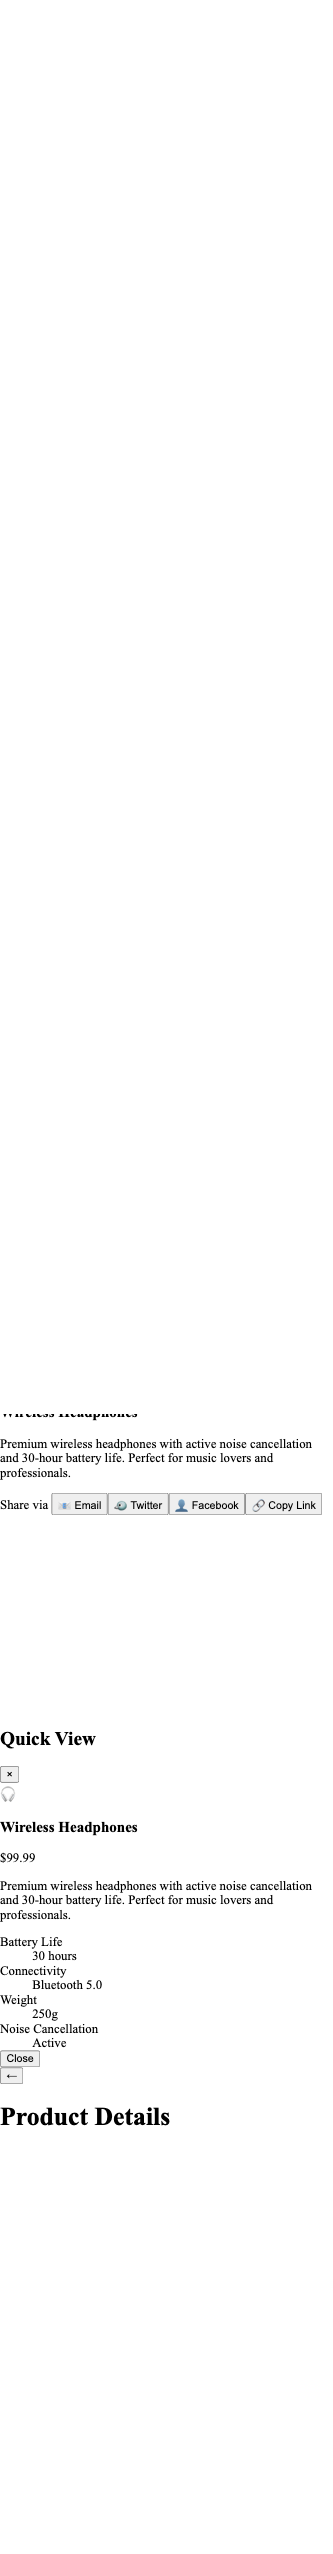 Wireless Headphones
Premium wireless headphones with active noise cancellation
and 30-hour battery life. Perfect for music lovers and
professionals.
Share via Email Twitter Facebook Copy Link
Quick View
×
Wireless Headphones
$99.99
Premium wireless headphones with active noise cancellation
and 30-hour battery life. Perfect for music lovers and
professionals.
Battery Life
30 hours
Connectivity
Bluetooth 5.0
Weight
250g
Noise Cancellation
Active
Close
←
Product Details